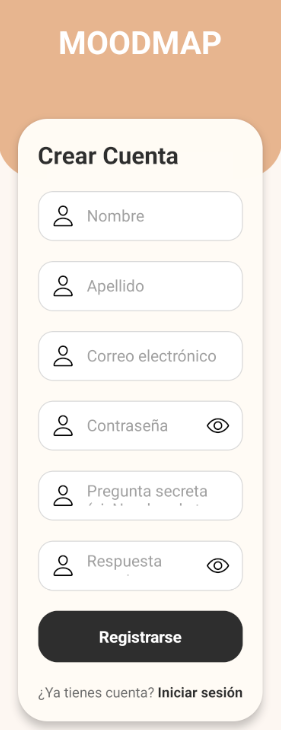 MOODMAP
Crear Cuenta
Nombre
Apellido
Correo electrónico
Contraseña
Pregunta secreta
Respuesta
Registrarse
¿Ya tienes cuenta? Iniciar sesión